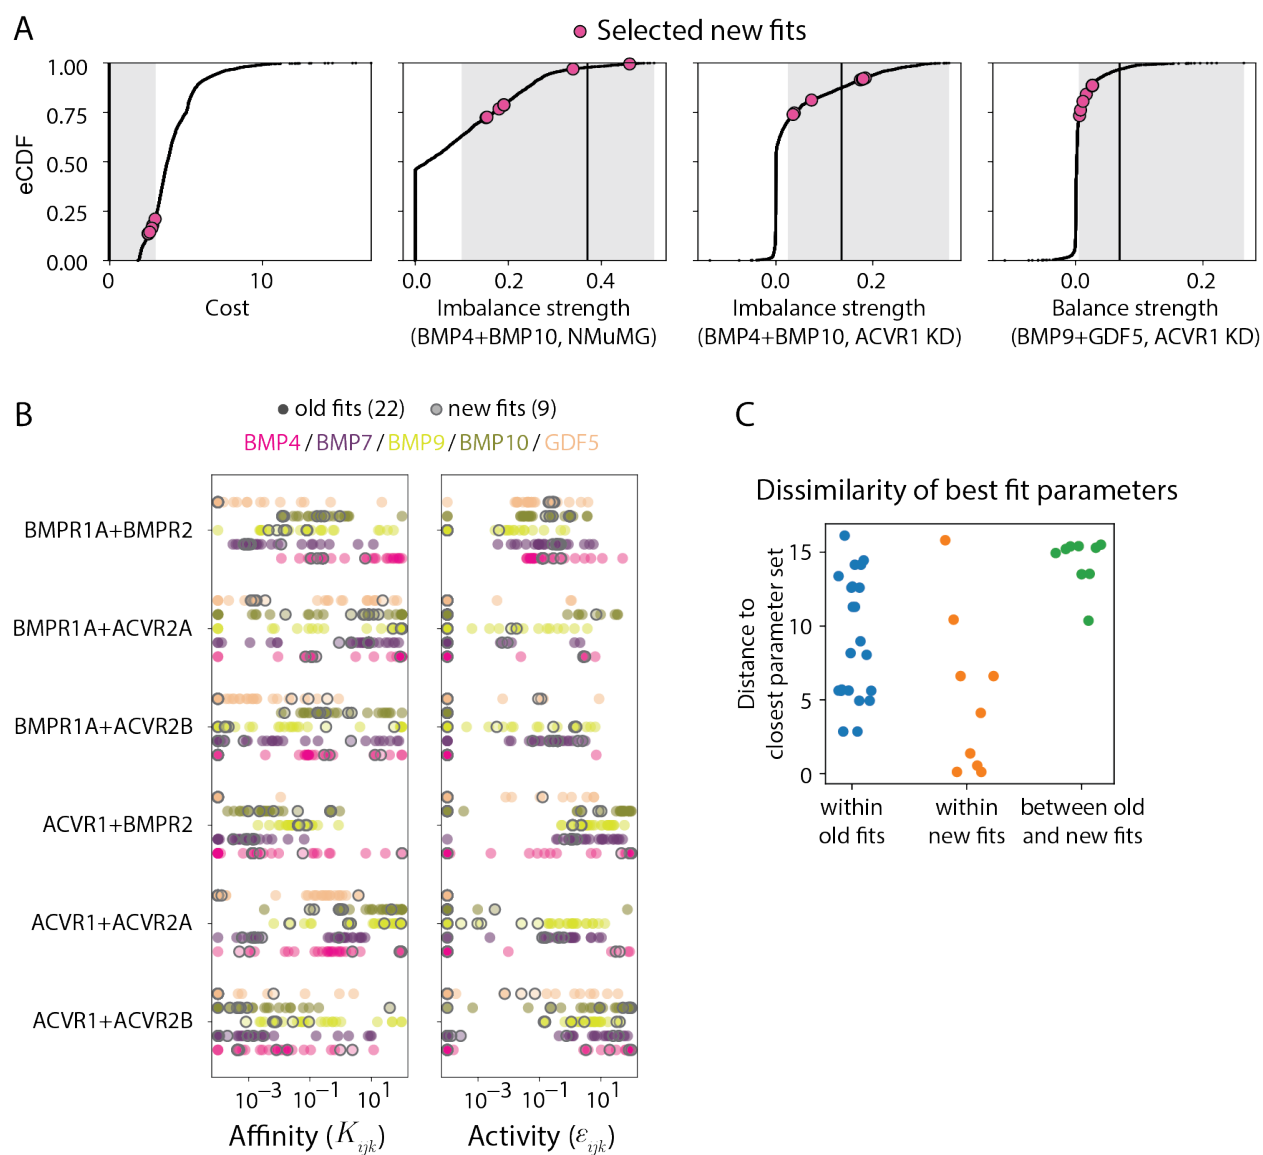 A
Selected new fits
1.00
0.75
0.50
0.25
0.00
eCDF
0 10
Cost
0.0 0.2 0.4
Imbalance strength
(BMP4+BMP10, NMuMG)
0.0 0.2
Imbalance strength
(BMP4+BMP10, ACVR1 KD)
0.0 0.2
Balance strength
(BMP9+GDF5, ACVR1 KD)
B
old fits (22) new fits (9)
BMP4 / BMP7 / BMP9 / BMP10 / GDF5
BMPR1A+BMPR2
BMPR1A+ACVR2A
BMPR1A+ACVR2B
ACVR1+BMPR2
ACVR1+ACVR2A
ACVR1+ACVR2B
10⁻³ 10⁻¹ 10¹
Affinity (K_ijk)
10⁻³ 10⁻¹ 10¹
Activity (ε_ijk)
C
Dissimilarity of best fit parameters
Distance to
closest parameter set
15
10
5
0
within
old fits
within
new fits
between old
and new fits